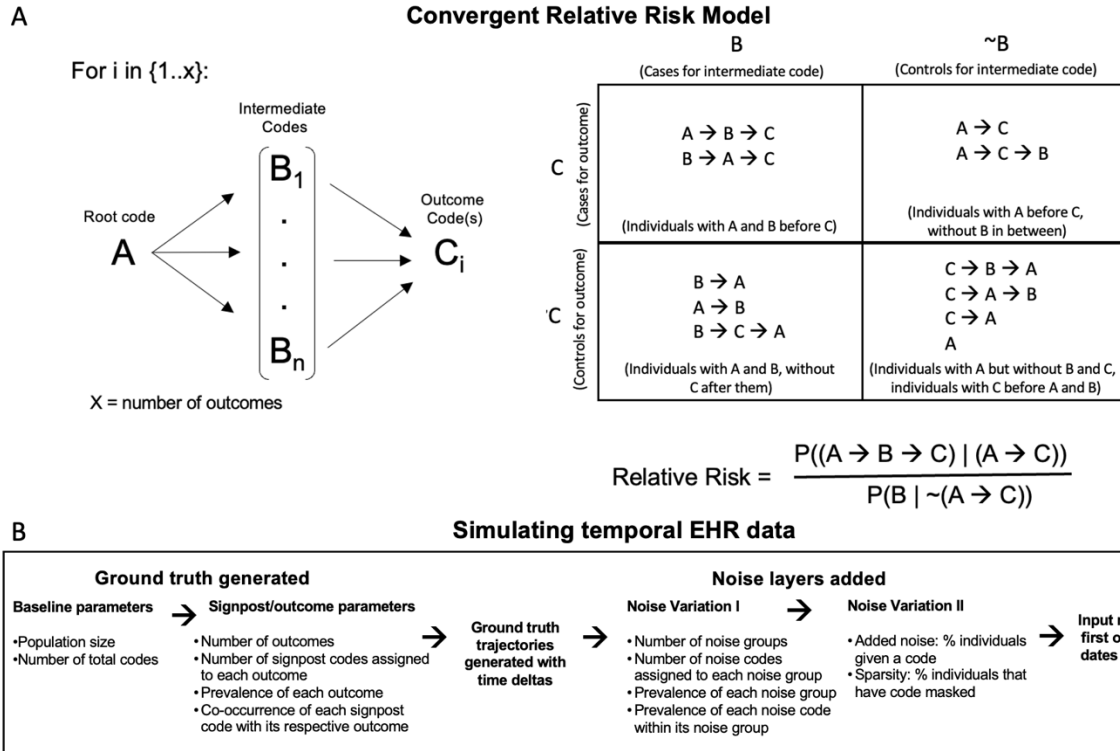 A
Convergent Relative Risk Model
For i in {1..x}:
Intermediate
Codes
B1
.
.
.
Bn
Root code
A
Outcome
Code(s)
Ci
X = number of outcomes
B
(Cases for intermediate code)
~B
(Controls for intermediate code)
C
(Cases for outcome)
A → B → C
B → A → C
(Individuals with A and B before C)
A → C
A → C → B
(Individuals with A before C,
without B in between)
C
(Controls for outcome)
B → A
A → B
B → C → A
(Individuals with A and B, without
C after them)
C → B → A
C → A → B
C → A
A
(Individuals with A but without B and C,
individuals with C before A and B)
Relative Risk =
P((A → B → C) | (A → C))
P(B | ~(A → C))
B
Simulating temporal EHR data
Ground truth generated
Baseline parameters
•Population size
•Number of total codes
→
Signpost/outcome parameters
•Number of outcomes
•Number of signpost codes assigned
to each outcome
•Prevalence of each outcome
•Co-occurrence of each signpost
code with its respective outcome
→
Ground truth
trajectories
generated with
time deltas
→
Noise layers added
Noise Variation I
•Number of noise groups
•Number of noise codes
assigned to each noise group
•Prevalence of each noise group
•Prevalence of each noise code
within its noise group
→
Noise Variation II
•Added noise: % individuals
given a code
•Sparsity: % individuals that
have code masked
→
Input
first
dates